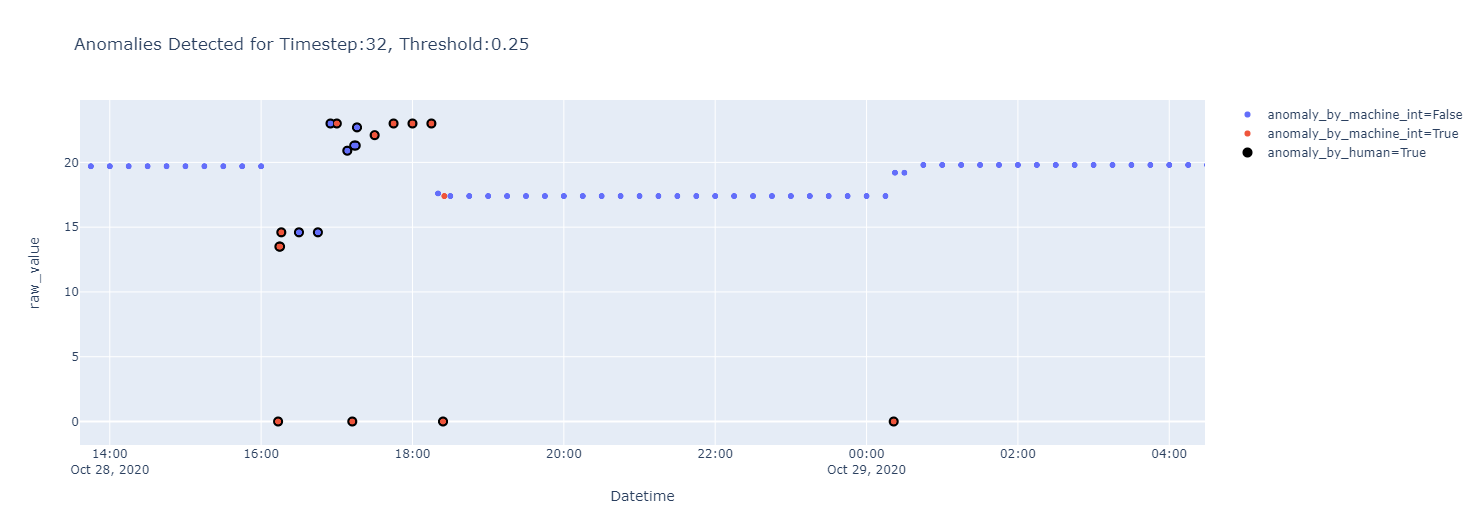 Anomalies Detected for Timestep:32, Threshold:0.25
anomaly_by_machine_int=False
anomaly_by_machine_int=True
anomaly_by_human=True
raw_value
20
15
10
5
0
14:00 16:00 18:00 20:00 22:00 00:00 02:00 04:00
Oct 28, 2020 Oct 29, 2020
Datetime